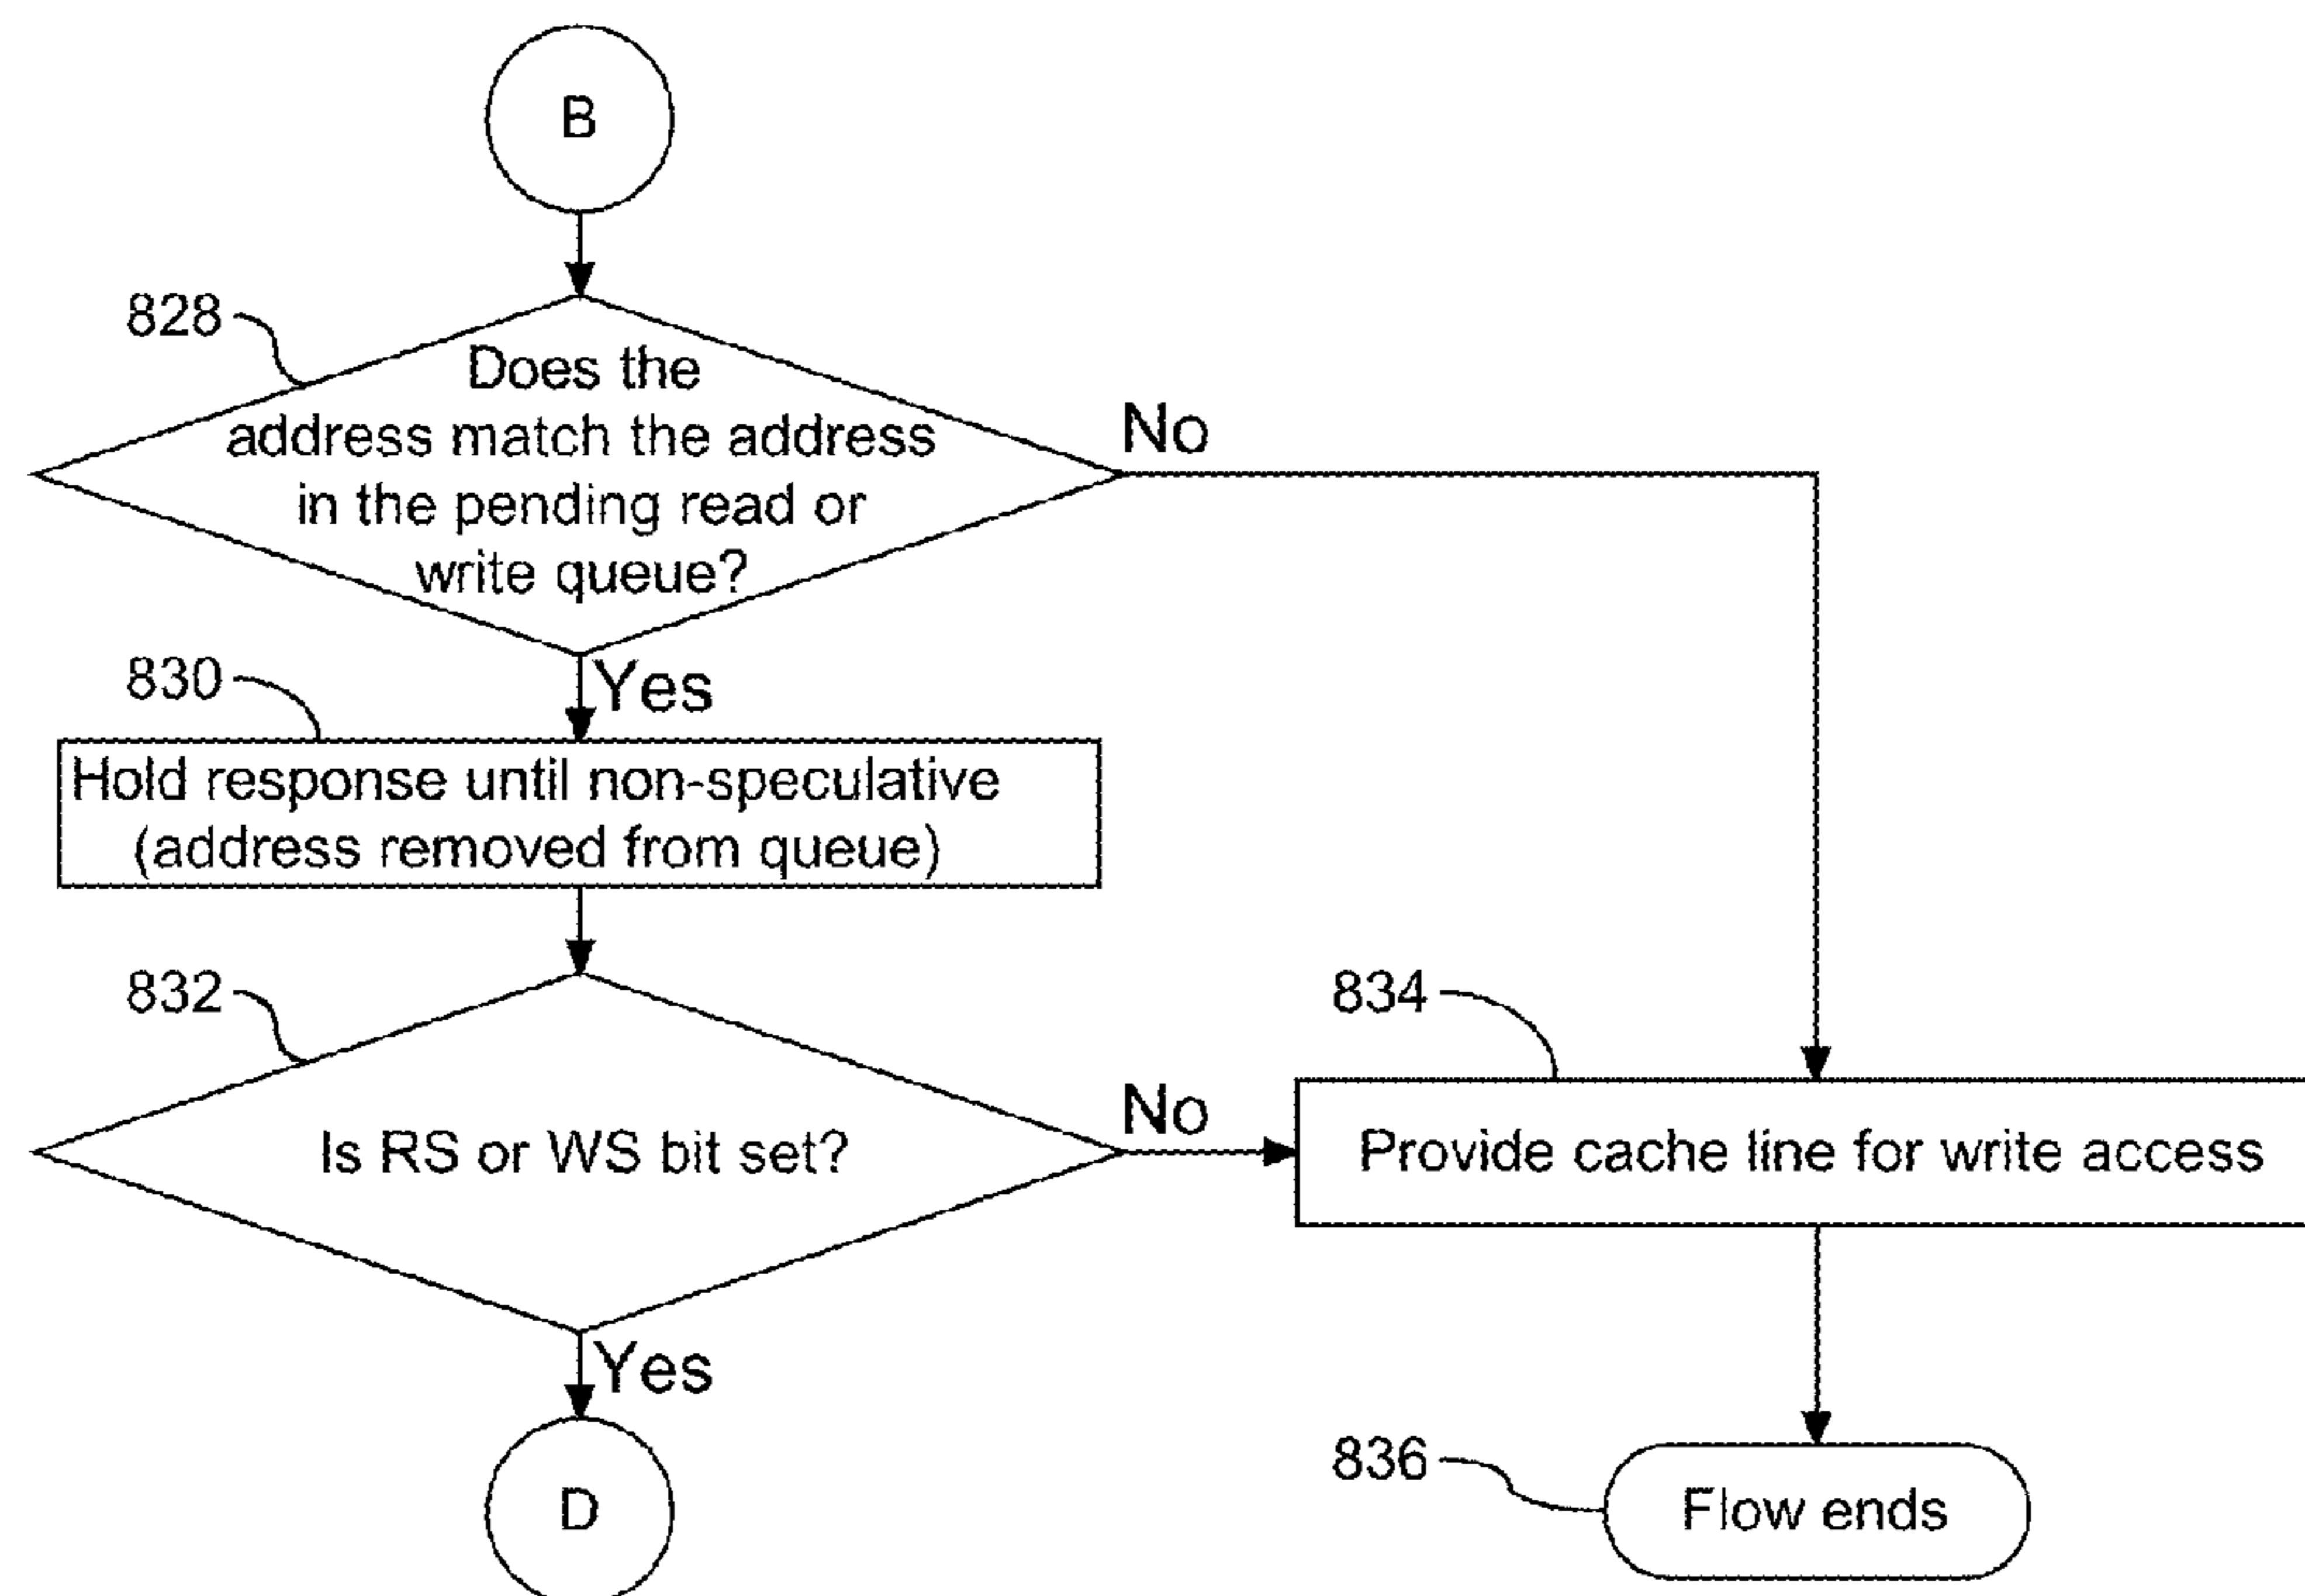 B
828
Does the
address match the address
in the pending read or
write queue?
No
Yes
830
Hold response until non-speculative
(address removed from queue)
832
Is RS or WS bit set?
No
834
Provide cache line for write access
Yes
D
836
Flow ends